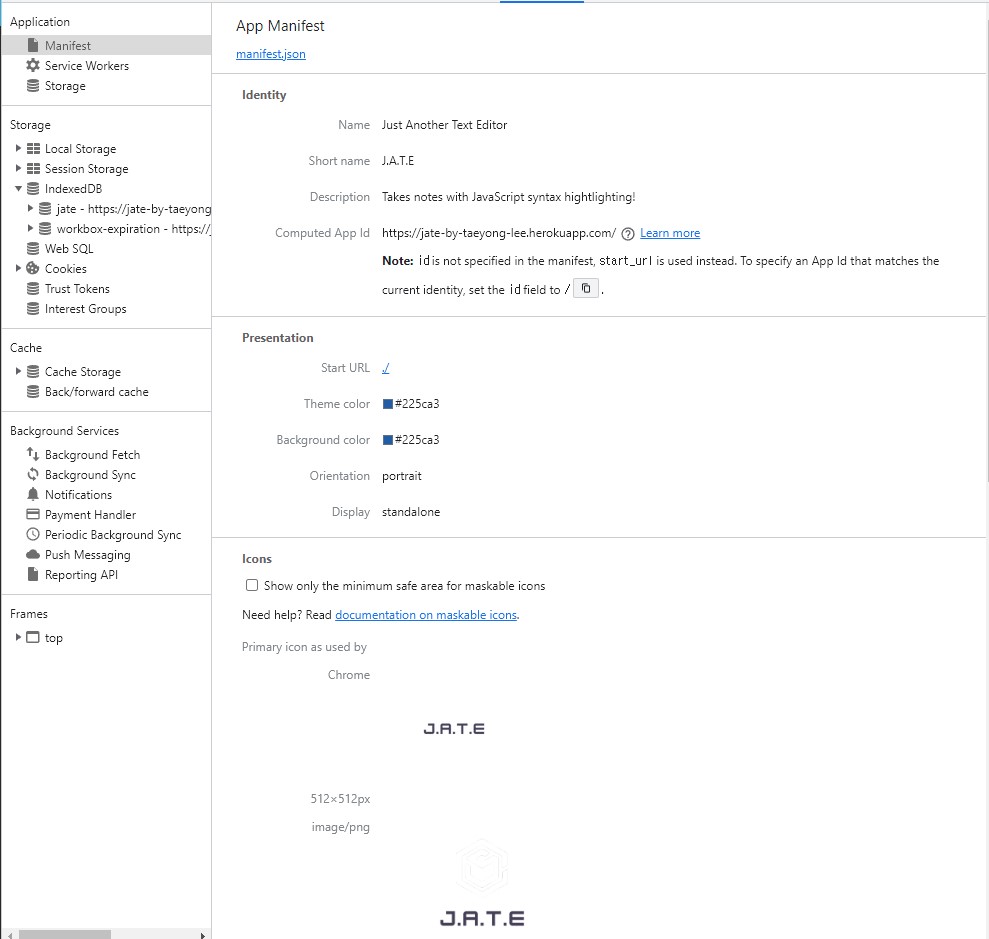 Application
Manifest
Service Workers
Storage
Storage
Local Storage
Session Storage
IndexedDB
jate - https://jate-by-taeyong
workbox-expiration - https://j
Web SQL
Cookies
Trust Tokens
Interest Groups
Cache
Cache Storage
Back/forward cache
Background Services
Background Fetch
Background Sync
Notifications
Payment Handler
Periodic Background Sync
Push Messaging
Reporting API
Frames
top
App Manifest
manifest.json
Identity
Name Just Another Text Editor
Short name J.A.T.E
Description Takes notes with JavaScript syntax hightlighting!
Computed App Id https://jate-by-taeyong-lee.herokuapp.com/ Learn more
Note: id is not specified in the manifest, start_url is used instead. To specify an App Id that matches the
current identity, set the id field to / .
Presentation
Start URL ./
Theme color #225ca3
Background color #225ca3
Orientation portrait
Display standalone
Icons
Show only the minimum safe area for maskable icons
Need help? Read documentation on maskable icons.
Primary icon as used by
Chrome
J.A.T.E
512×512px
image/png
J.A.T.E